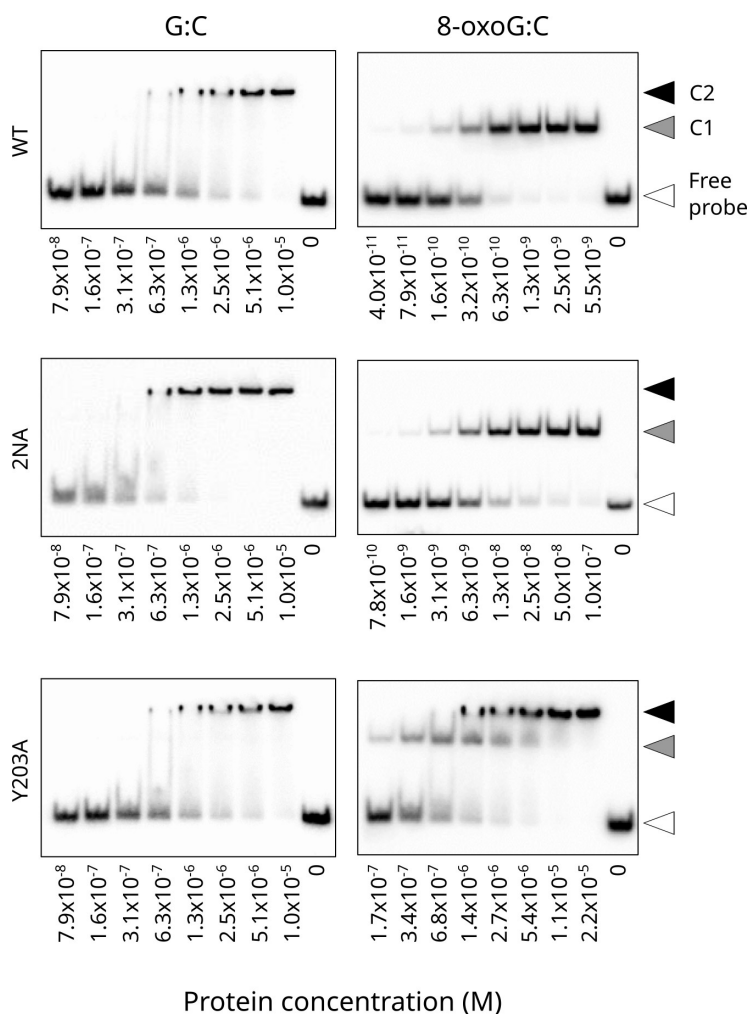 G:C
8-oxoG:C
WT
C2
C1
Free
probe
7.9x10⁻⁸
1.6x10⁻⁷
3.1x10⁻⁷
6.3x10⁻⁷
1.3x10⁻⁶
2.5x10⁻⁶
5.1x10⁻⁶
1.0x10⁻⁵
0
4.0x10⁻¹¹
7.9x10⁻¹¹
1.6x10⁻¹⁰
3.2x10⁻¹⁰
6.3x10⁻¹⁰
1.3x10⁻⁹
2.5x10⁻⁹
5.5x10⁻⁹
0
2NA
7.9x10⁻⁸
1.6x10⁻⁷
3.1x10⁻⁷
6.3x10⁻⁷
1.3x10⁻⁶
2.5x10⁻⁶
5.1x10⁻⁶
1.0x10⁻⁵
0
7.8x10⁻¹⁰
1.6x10⁻⁹
3.1x10⁻⁹
6.3x10⁻⁹
1.3x10⁻⁸
2.5x10⁻⁸
5.0x10⁻⁸
1.0x10⁻⁷
0
Y203A
7.9x10⁻⁸
1.6x10⁻⁷
3.1x10⁻⁷
6.3x10⁻⁷
1.3x10⁻⁶
2.5x10⁻⁶
5.1x10⁻⁶
1.0x10⁻⁵
0
1.7x10⁻⁷
3.4x10⁻⁷
6.8x10⁻⁷
1.4x10⁻⁶
2.7x10⁻⁶
5.4x10⁻⁶
1.1x10⁻⁵
2.2x10⁻⁵
0
Protein concentration (M)